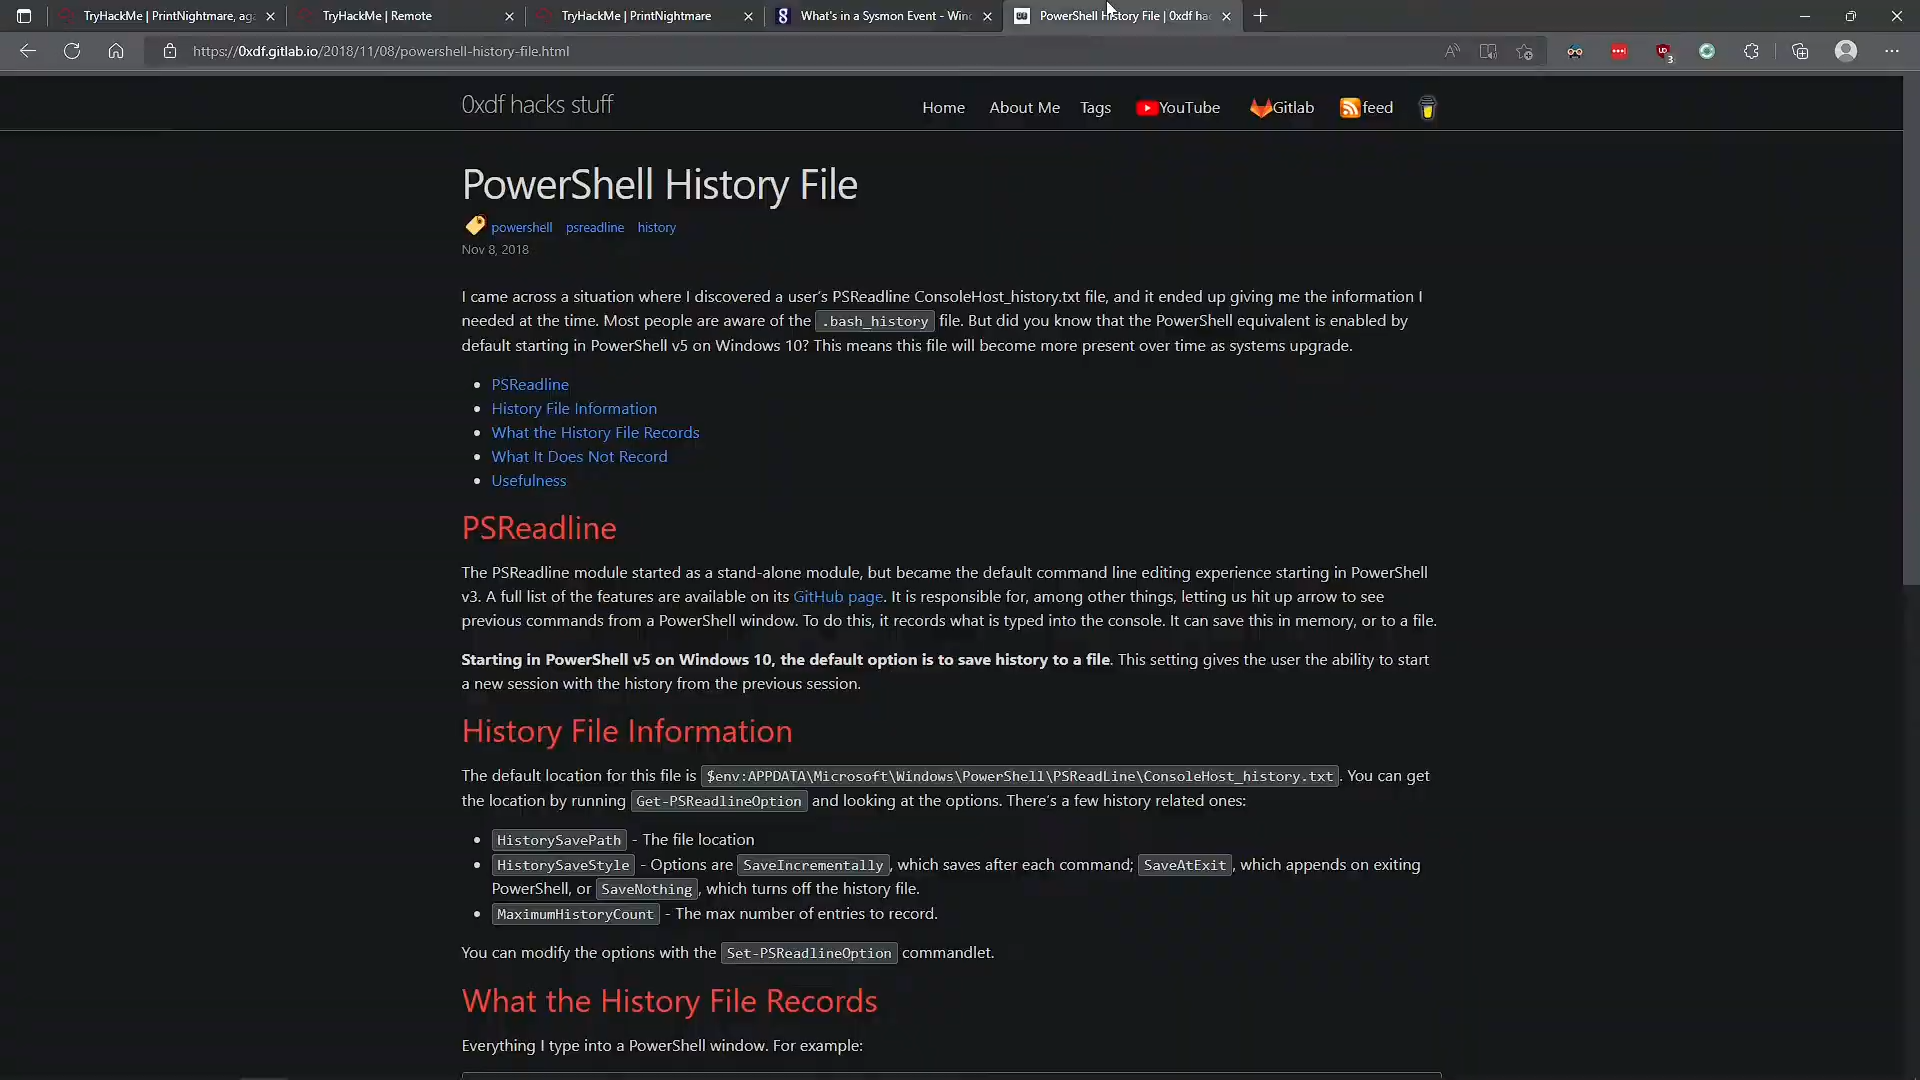 TryHackMe | PrintNightmare, aga
TryHackMe | Remote
TryHackMe | PrintNightmare
What's in a Sysmon Event - Win
PowerShell History File | 0xdf ha
https://0xdf.gitlab.io/2018/11/08/powershell-history-file.html
0xdf hacks stuff
Home About Me Tags YouTube Gitlab feed
PowerShell History File
powershell psreadline history
Nov 8, 2018
I came across a situation where I discovered a user's PSReadline ConsoleHost_history.txt file, and it ended up giving me the information I
needed at the time. Most people are aware of the .bash_history file. But did you know that the PowerShell equivalent is enabled by
default starting in PowerShell v5 on Windows 10? This means this file will become more present over time as systems upgrade.
• PSReadline
• History File Information
• What the History File Records
• What It Does Not Record
• Usefulness
PSReadline
The PSReadline module started as a stand-alone module, but became the default command line editing experience starting in PowerShell
v3. A full list of the features are available on its GitHub page. It is responsible for, among other things, letting us hit up arrow to see
previous commands from a PowerShell window. To do this, it records what is typed into the console. It can save this in memory, or to a file.
Starting in PowerShell v5 on Windows 10, the default option is to save history to a file. This setting gives the user the ability to start
a new session with the history from the previous session.
History File Information
The default location for this file is $env:APPDATA\Microsoft\Windows\PowerShell\PSReadLine\ConsoleHost_history.txt. You can get
the location by running Get-PSReadlineOption and looking at the options. There's a few history related ones:
• HistorySavePath - The file location
• HistorySaveStyle - Options are SaveIncrementally, which saves after each command; SaveAtExit, which appends on exiting
PowerShell, or SaveNothing, which turns off the history file.
• MaximumHistoryCount - The max number of entries to record.
You can modify the options with the Set-PSReadlineOption commandlet.
What the History File Records
Everything I type into a PowerShell window. For example: